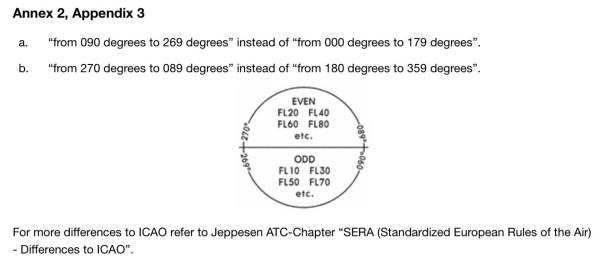 Annex 2, Appendix 3
a. “from 090 degrees to 269 degrees” instead of “from 000 degrees to 179 degrees”.
b. “from 270 degrees to 089 degrees” instead of “from 180 degrees to 359 degrees”.
EVEN
FL20 FL40
FL60 FL80
etc.
270°
089°
269°
090°
ODD
FL10 FL30
FL50 FL70
etc.
For more differences to ICAO refer to Jeppesen ATC-Chapter “SERA (Standardized European Rules of the Air)
- Differences to ICAO”.